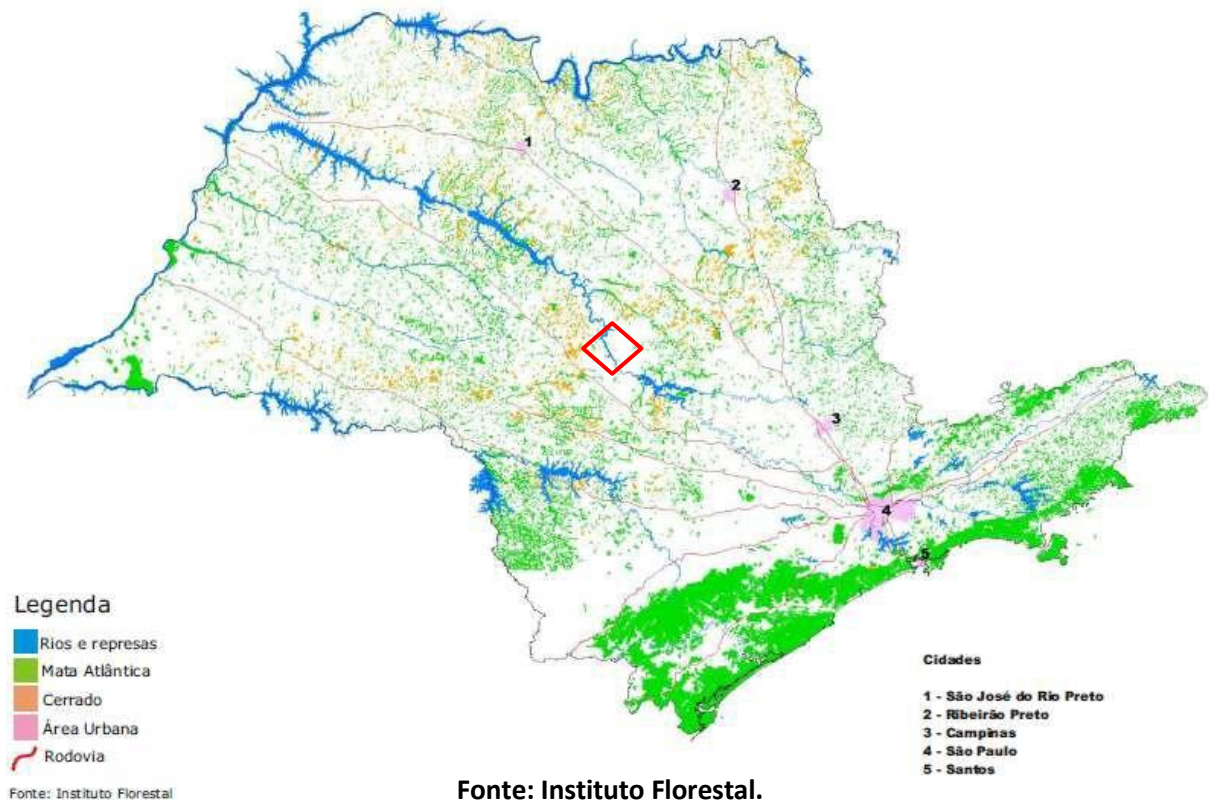 1
2
3
4
5
Legenda
Rios e represas
Mata Atlântica
Cerrado
Área Urbana
Rodovia
Fonte: Instituto Florestal
Cidades
1 - São José do Rio Preto
2 - Ribeirão Preto
3 - Campinas
4 - São Paulo
5 - Santos
Fonte: Instituto Florestal.